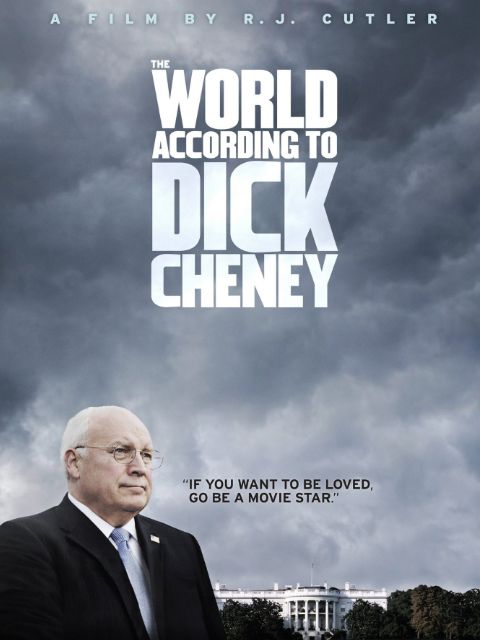 A FILM BY R.J. CUTLER
THE
WORLD
ACCORDING TO
DICK
CHENEY
“IF YOU WANT TO BE LOVED,
GO BE A MOVIE STAR.”